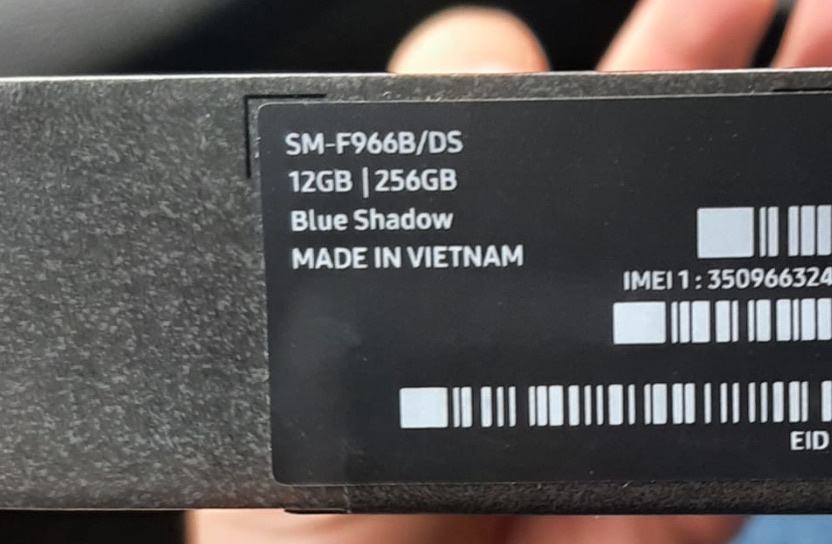 SM-F966B/DS
12GB | 256GB
Blue Shadow
MADE IN VIETNAM
IMEI 1 : 350966324
EID